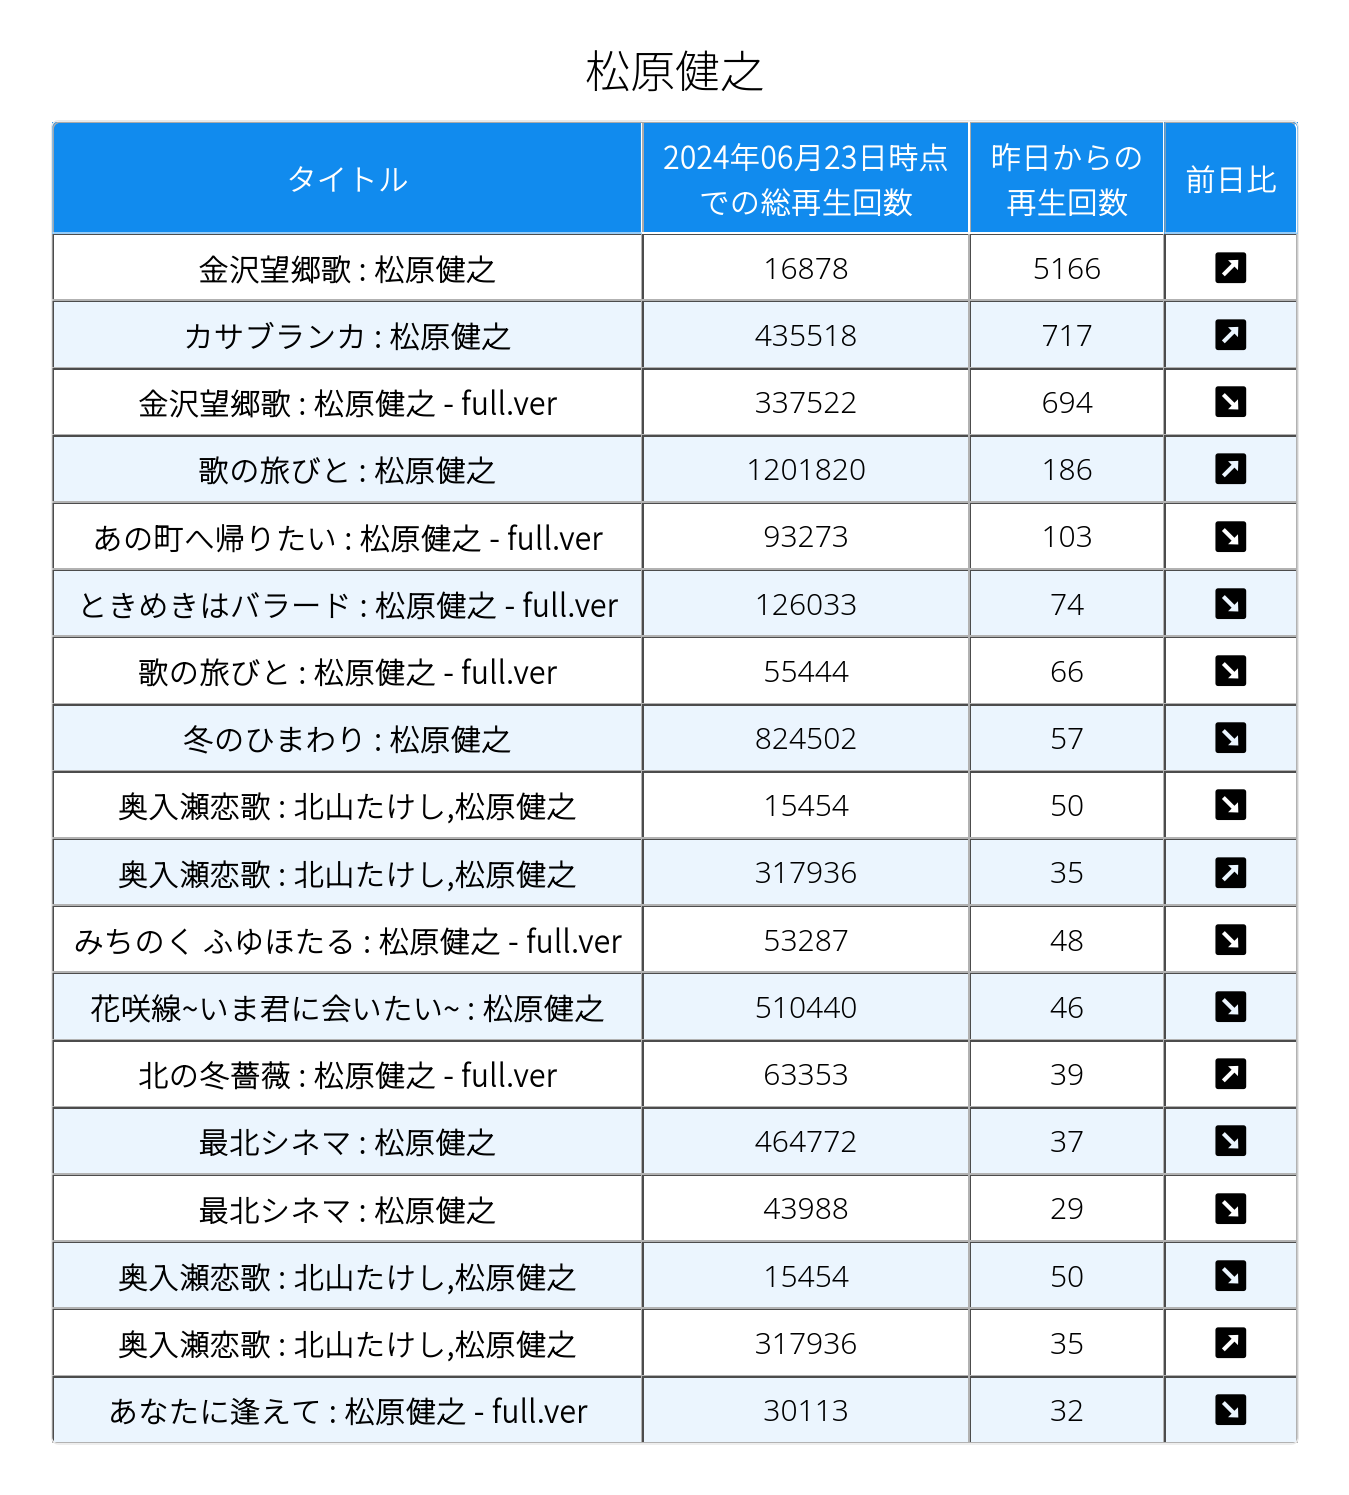 松原健之
タイトル
2024年06月23日時点
での総再生回数
昨日からの
再生回数
前日比
金沢望郷歌 : 松原健之 16878 5166
カサブランカ : 松原健之 435518 717
金沢望郷歌 : 松原健之 - full.ver 337522 694
歌の旅びと : 松原健之 1201820 186
あの町へ帰りたい : 松原健之 - full.ver 93273 103
ときめきはバラード : 松原健之 - full.ver 126033 74
歌の旅びと : 松原健之 - full.ver 55444 66
冬のひまわり : 松原健之 824502 57
奥入瀬恋歌 : 北山たけし,松原健之 15454 50
奥入瀬恋歌 : 北山たけし,松原健之 317936 35
みちのく ふゆほたる : 松原健之 - full.ver 53287 48
花咲線~いま君に会いたい~ : 松原健之 510440 46
北の冬薔薇 : 松原健之 - full.ver 63353 39
最北シネマ : 松原健之 464772 37
最北シネマ : 松原健之 43988 29
奥入瀬恋歌 : 北山たけし,松原健之 15454 50
奥入瀬恋歌 : 北山たけし,松原健之 317936 35
あなたに逢えて : 松原健之 - full.ver 30113 32